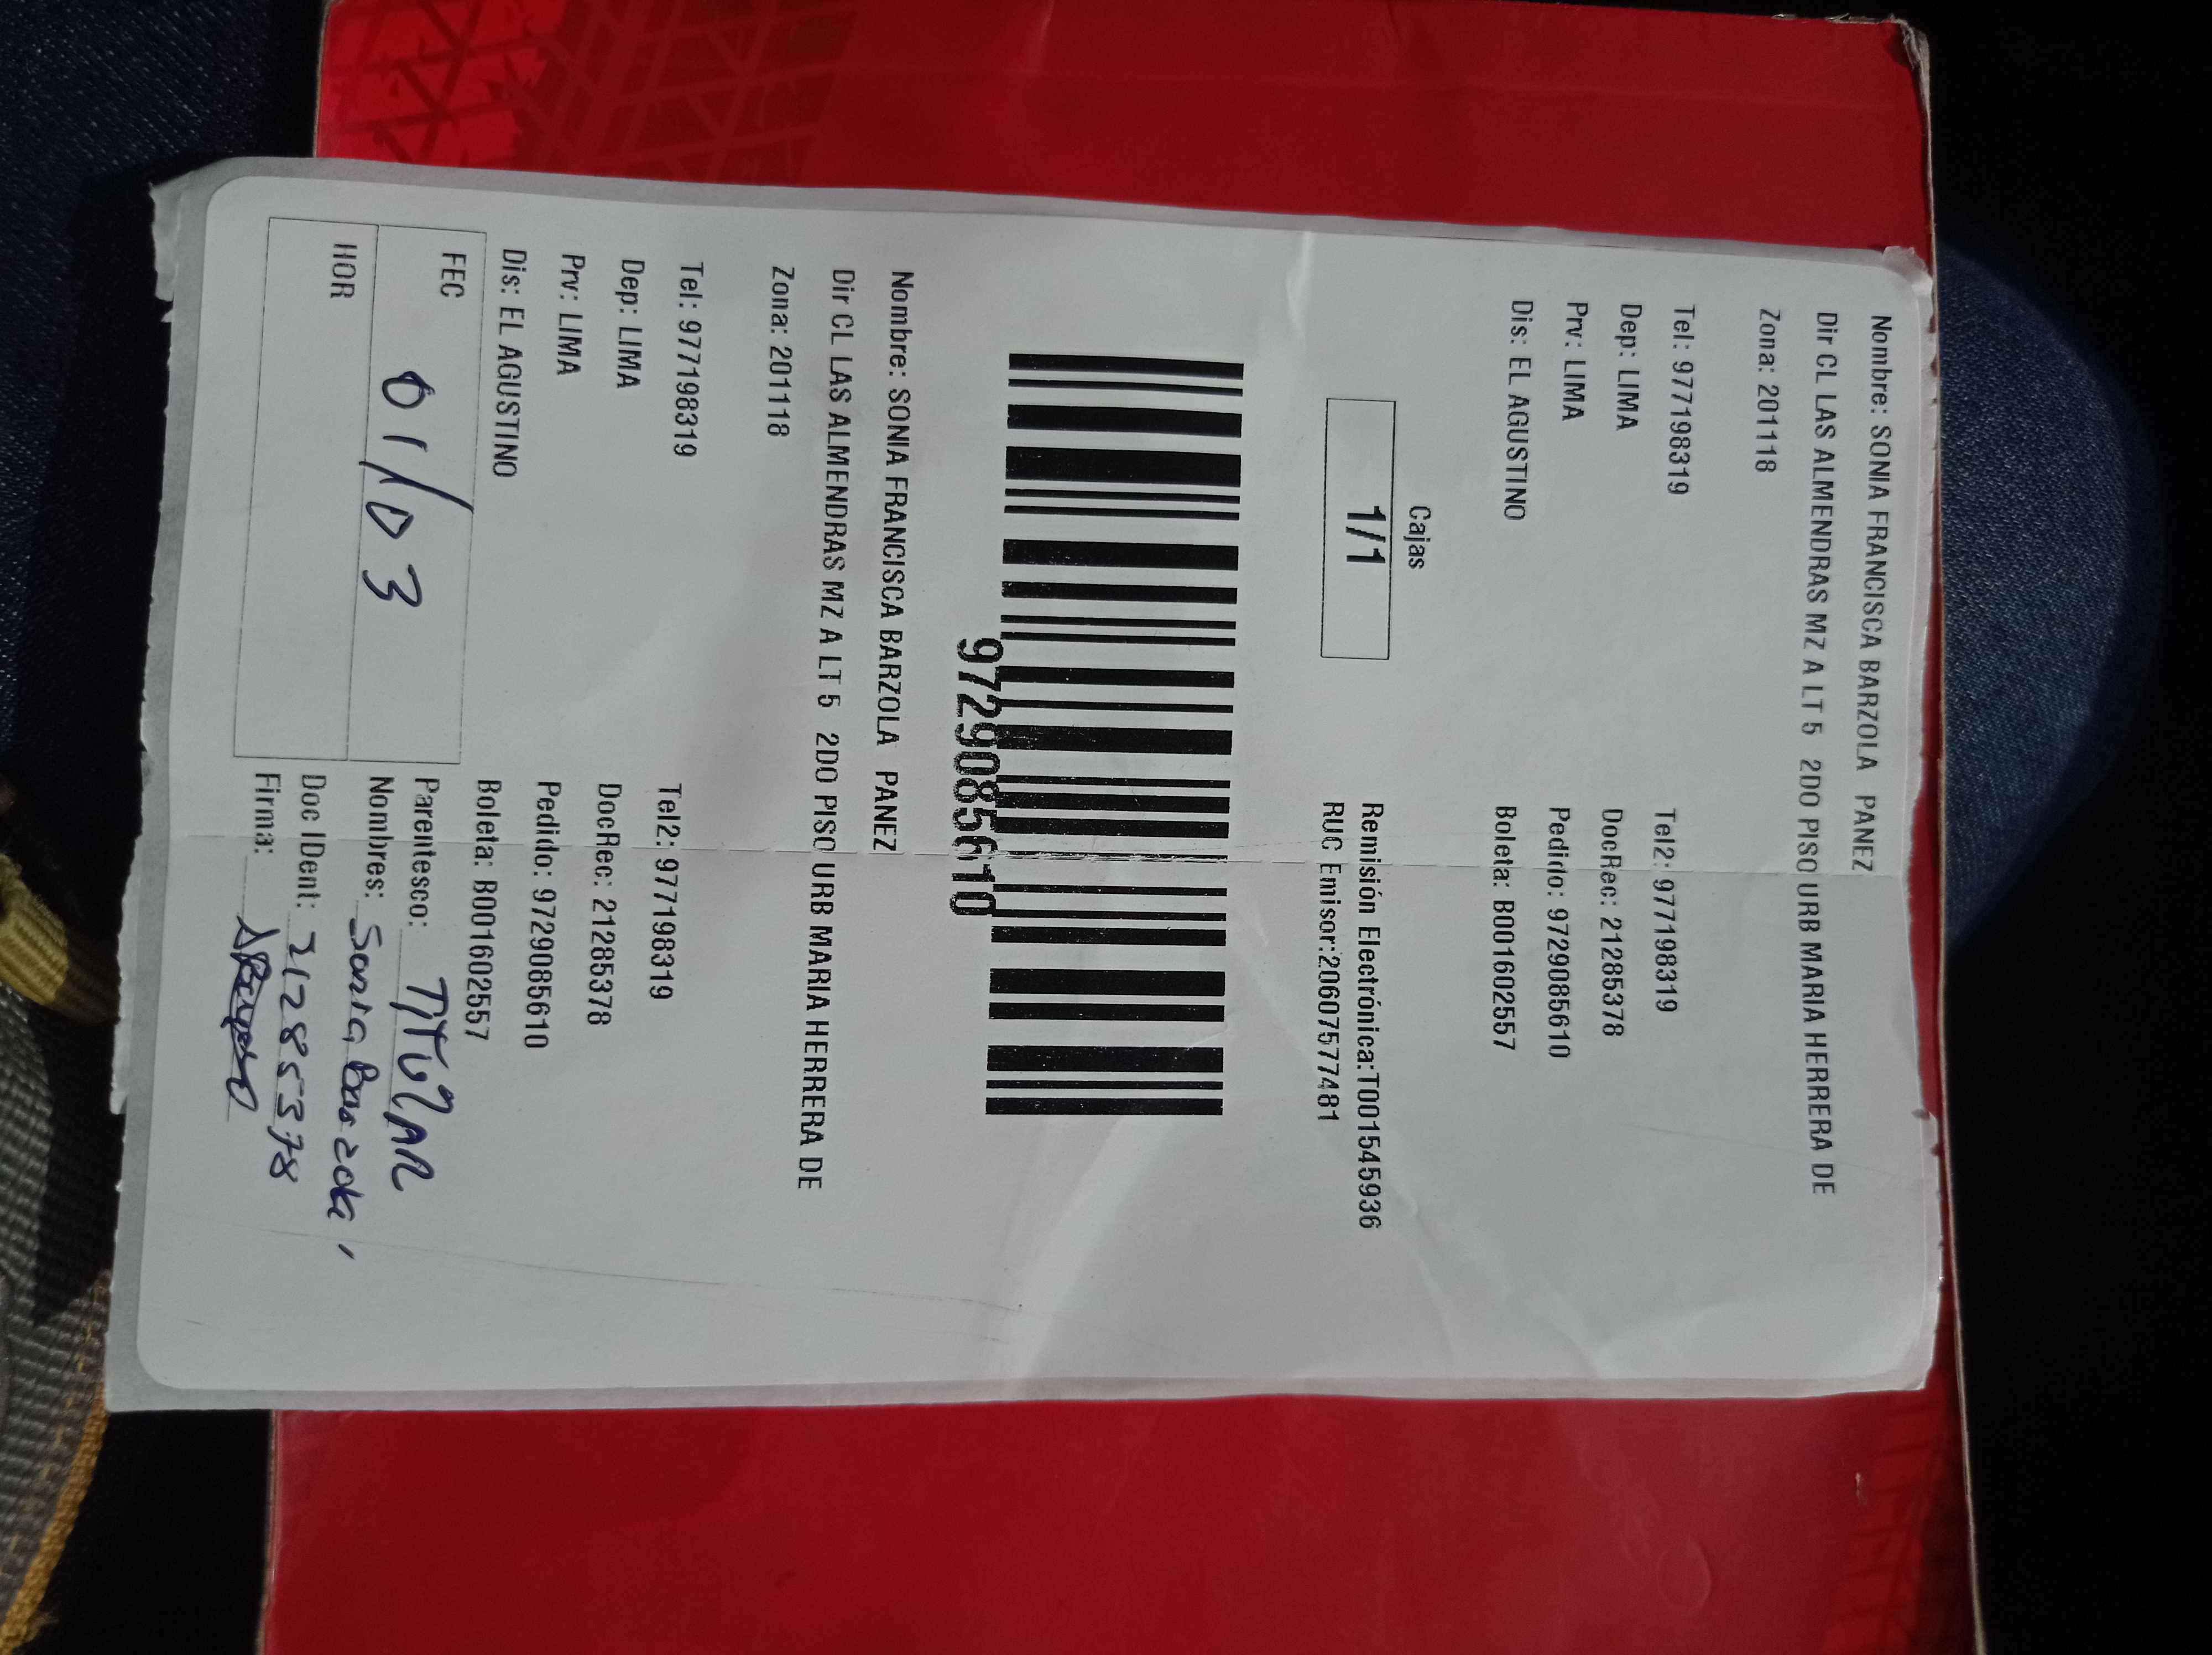 Nombre: SONIA FRANCISCA BARZOLA PANEZ
Dir CL LAS ALMENDRAS MZ A LT 5 2DO PISO URB MARIA HERRERA DE
Zona: 201118
Tel: 977198319 Tel2: 977198319
Dep: LIMA DocRec: 21285378
Prv: LIMA Pedido: 9729085610
Dis: EL AGUSTINO Boleta: B001602557
Cajas
1/1
Remisión Electrónica:T001545936
RUC Emisor:20607577481
9729085610
Nombre: SONIA FRANCISCA BARZOLA PANEZ
Dir CL LAS ALMENDRAS MZ A LT 5 2DO PISO URB MARIA HERRERA DE
Zona: 201118
Tel: 977198319 Tel2: 977198319
Dep: LIMA DocRec: 21285378
Prv: LIMA Pedido: 9729085610
Dis: EL AGUSTINO Boleta: B001602557
FEC 01/03 Parentesco: TITULAR
HOR Nombres: Sonia Barzola
Doc IDent: 21285378
Firma: